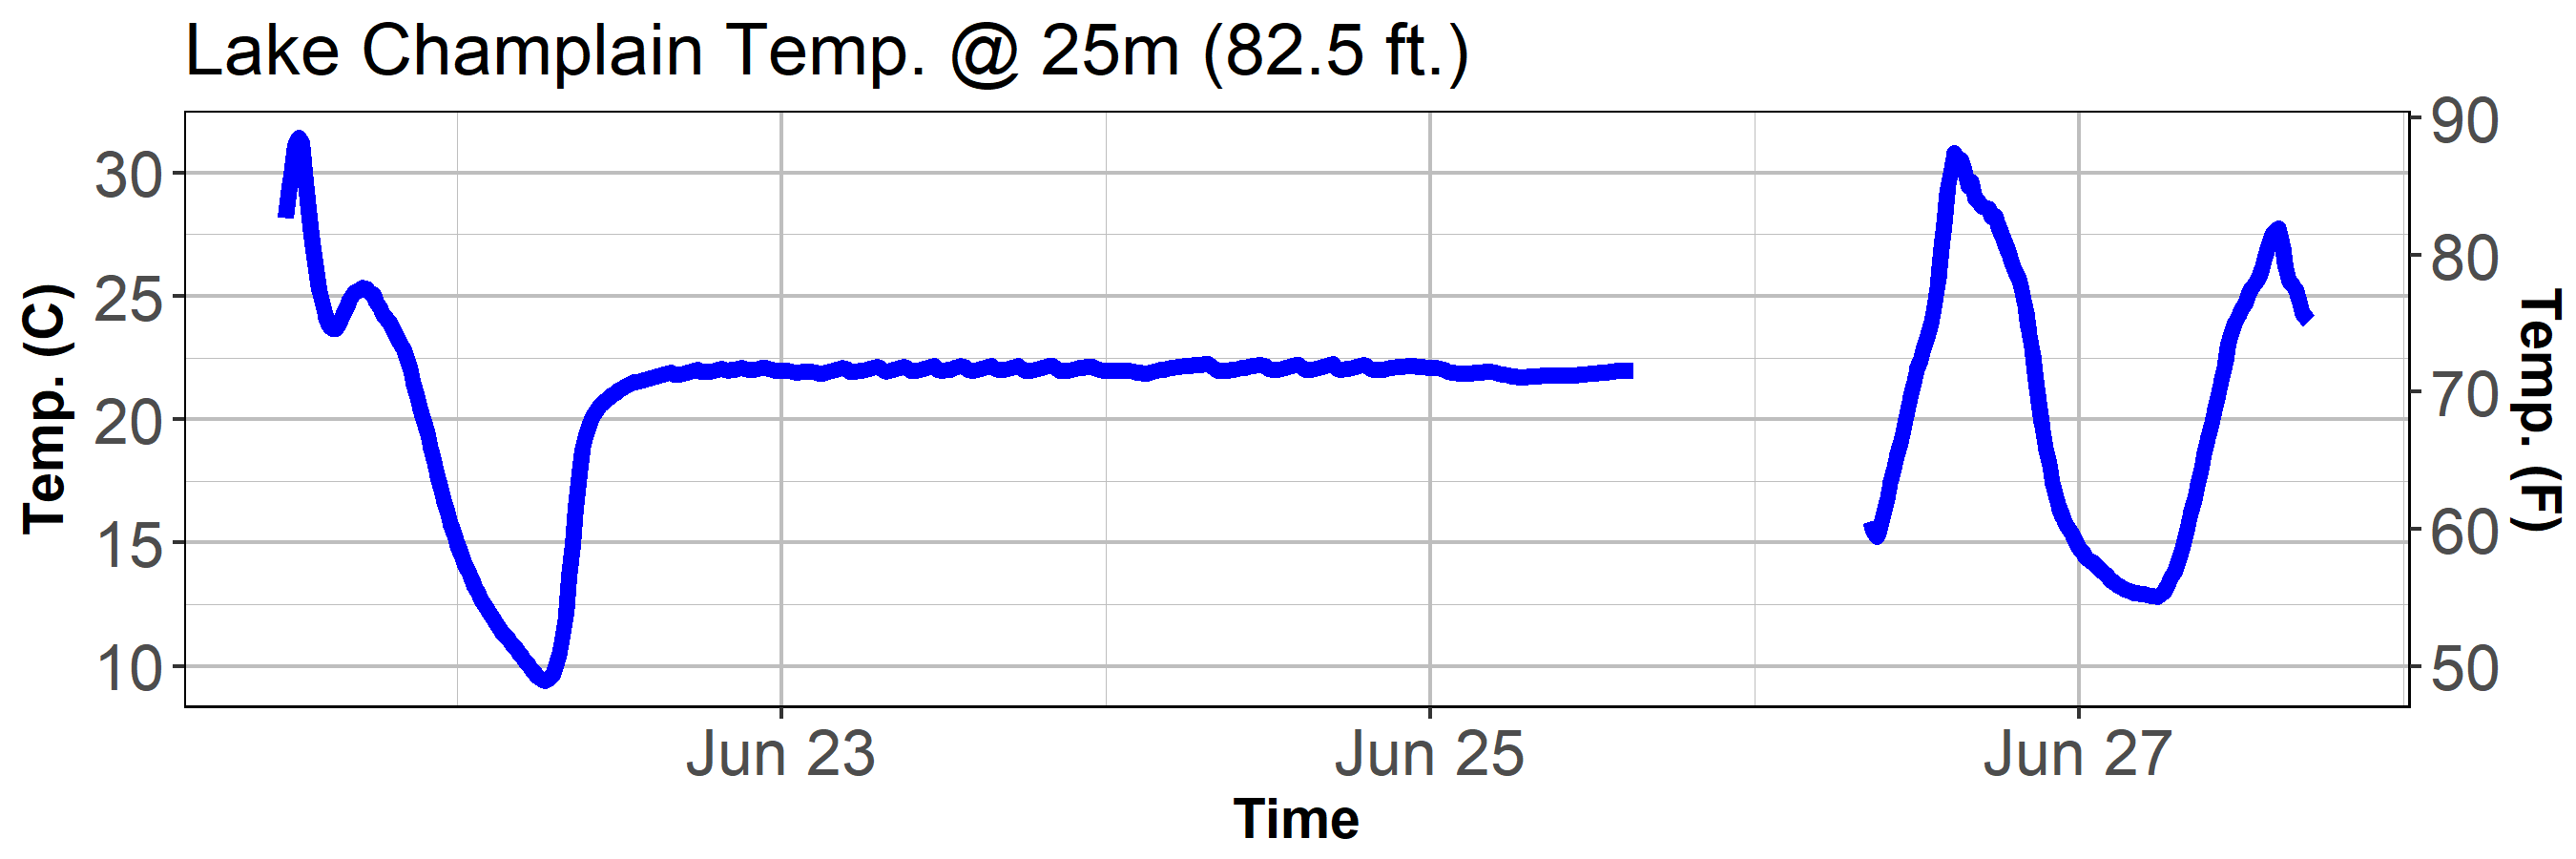 Lake Champlain Temp. @ 25m (82.5 ft.)
Temp. (C)
30
25
20
15
10
90
80
70
60
50
Temp. (F)
Jun 23
Jun 25
Jun 27
Time